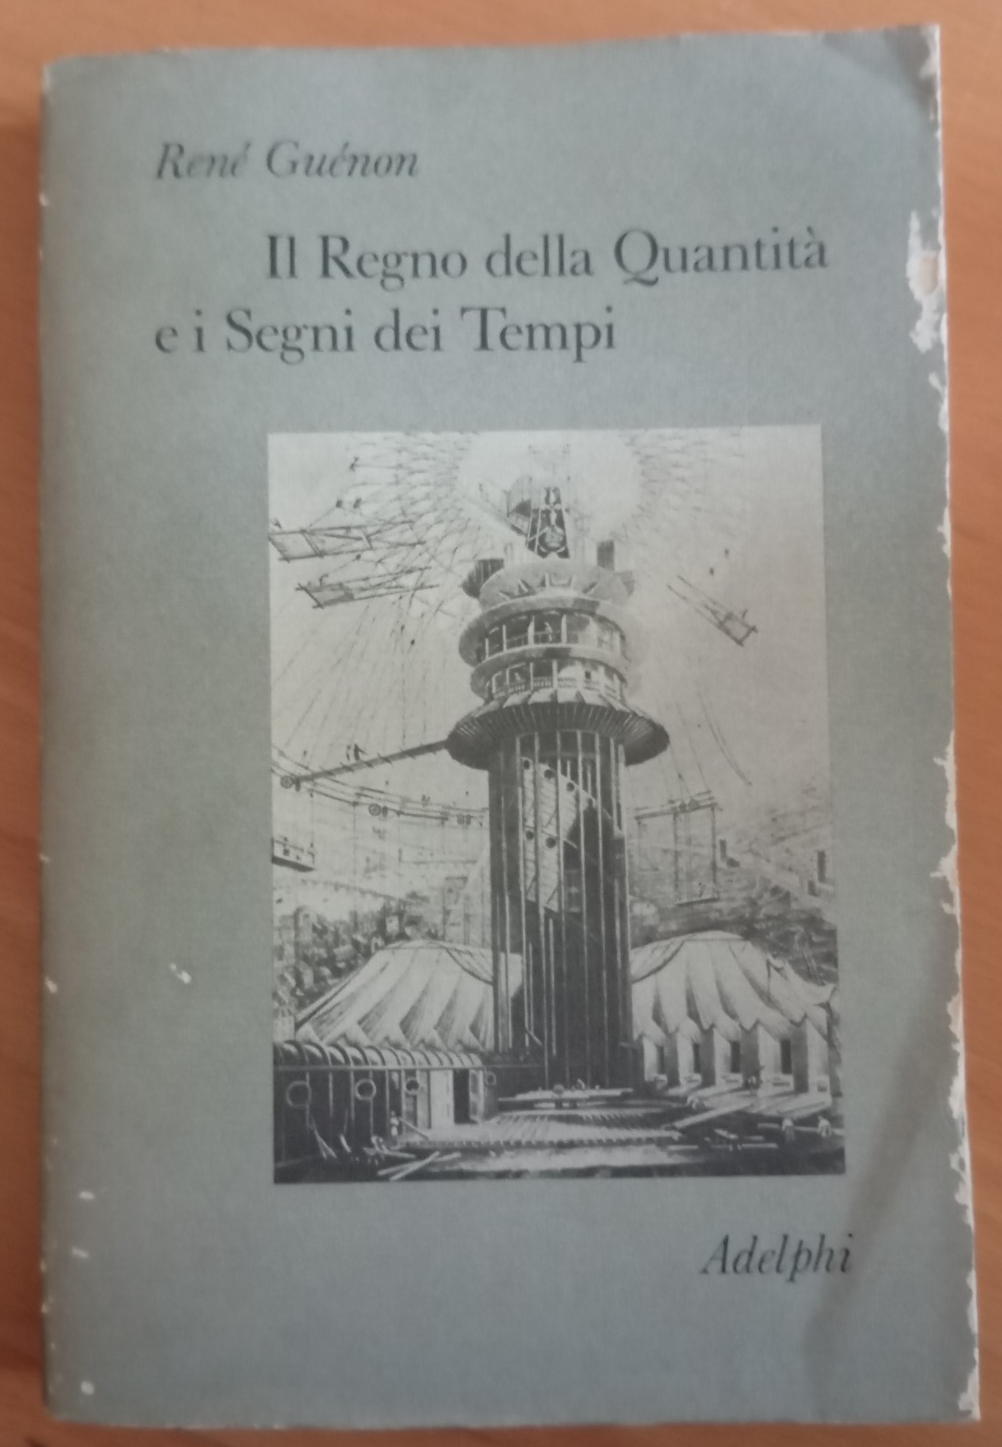 René Guénon
Il Regno della Quantità
e i Segni dei Tempi
Adelphi